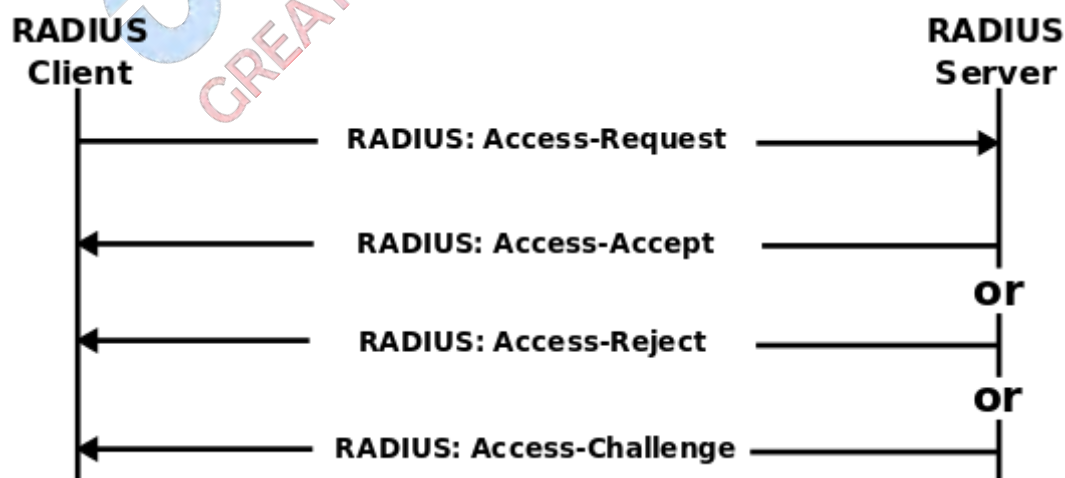 RADIUS
Client
RADIUS
Server
RADIUS: Access-Request
RADIUS: Access-Accept
or
RADIUS: Access-Reject
or
RADIUS: Access-Challenge